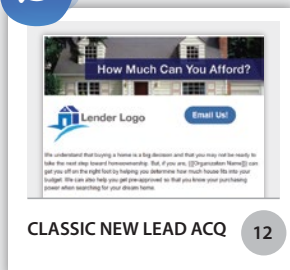 How Much Can You Afford?
Lender Logo
Email Us!
We understand that buying a home is a big decision and that you may not be ready to
take the next step toward homeownership. But, if you are, {{Organization Name}} can
get you off on the right foot by helping you determine how much house fits into your
budget. We can also help you get pre-approved so that you know your purchasing
power when searching for your dream home.
CLASSIC NEW LEAD ACQ
12